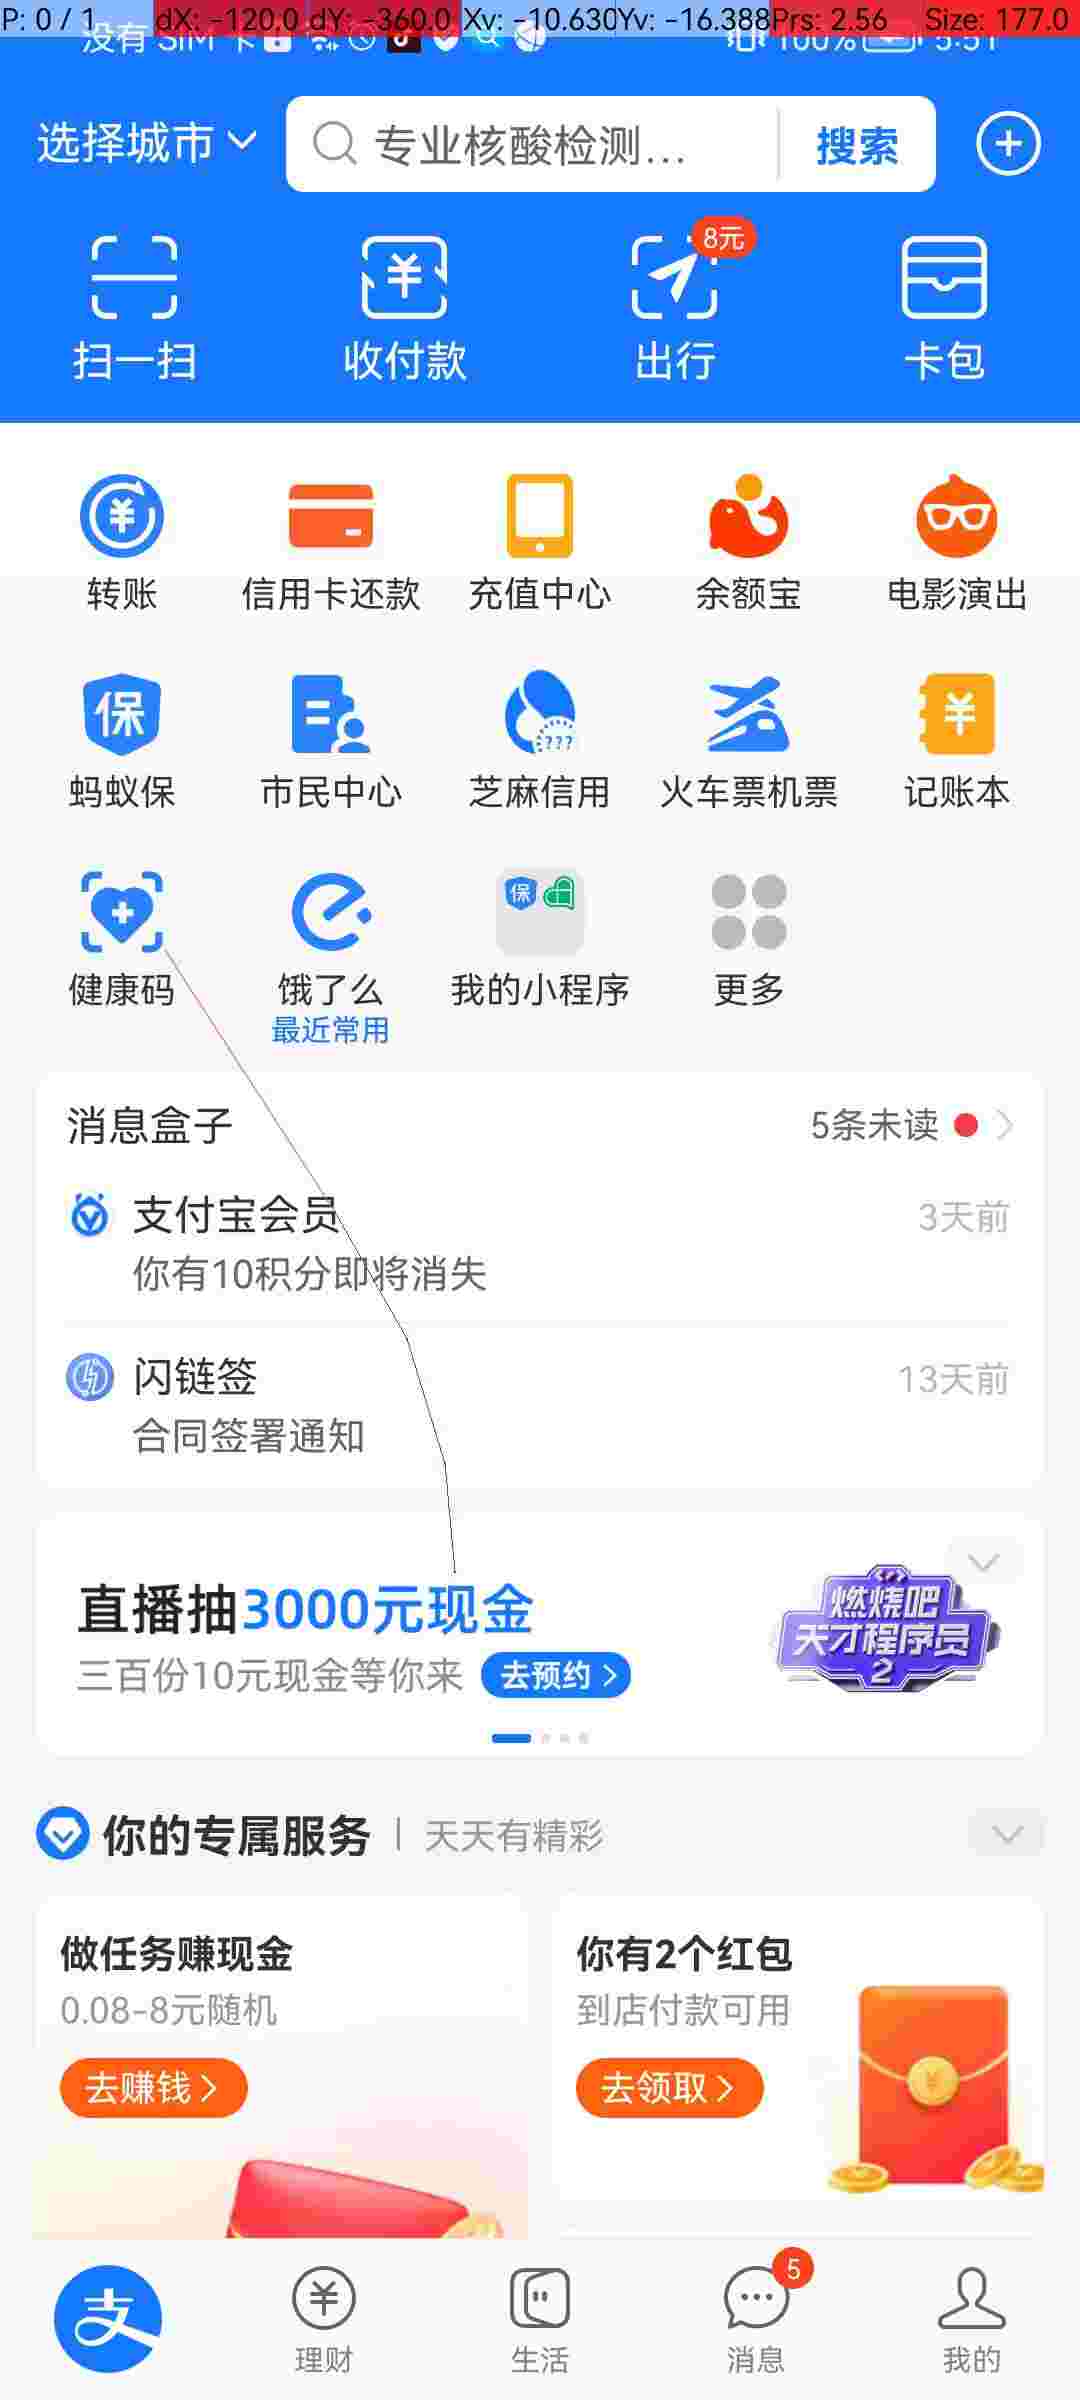 P: 0 / 1 dX: -120.0 dY: -360.0 Xv: -10.630 Yv: -16.388 Prs: 2.56 Size: 177.0
没有 SIM 卡 100% 5:51
选择城市 专业核酸检测... 搜索
8元
扫一扫 收付款 出行 卡包
转账 信用卡还款 充值中心 余额宝 电影演出
保 ???
蚂蚁保 市民中心 芝麻信用 火车票机票 记账本
保
健康码 饿了么 我的小程序 更多
最近常用
消息盒子 5条未读
支付宝会员 3天前
你有10积分即将消失
闪链签 13天前
合同签署通知
直播抽3000元现金
三百份10元现金等你来 去预约
燃烧吧
天才程序员
2
你的专属服务 天天有精彩
做任务赚现金
0.08-8元随机
去赚钱
你有2个红包
到店付款可用
去领取
支 5
理财 生活 消息 我的